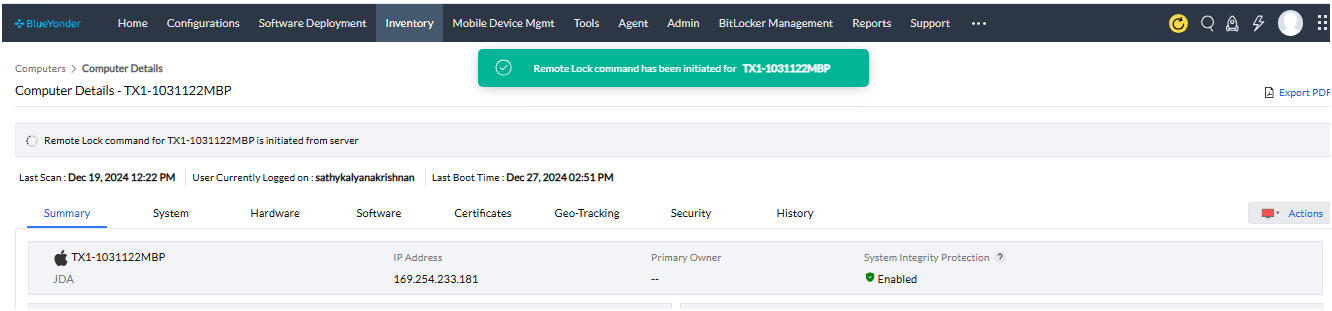 BlueYonder Home Configurations Software Deployment Inventory Mobile Device Mgmt Tools Agent Admin BitLocker Management Reports Support ...
Remote Lock command has been initiated for TX1-1031122MBP
Computers > Computer Details
Computer Details - TX1-1031122MBP
Export PDF
Remote Lock command for TX1-1031122MBP is initiated from server
Last Scan : Dec 19, 2024 12:22 PM User Currently Logged on : sathykalyanakrishnan Last Boot Time : Dec 27, 2024 02:51 PM
Summary System Hardware Software Certificates Geo-Tracking Security History Actions
TX1-1031122MBP IP Address Primary Owner System Integrity Protection ?
JDA 169.254.233.181 -- Enabled